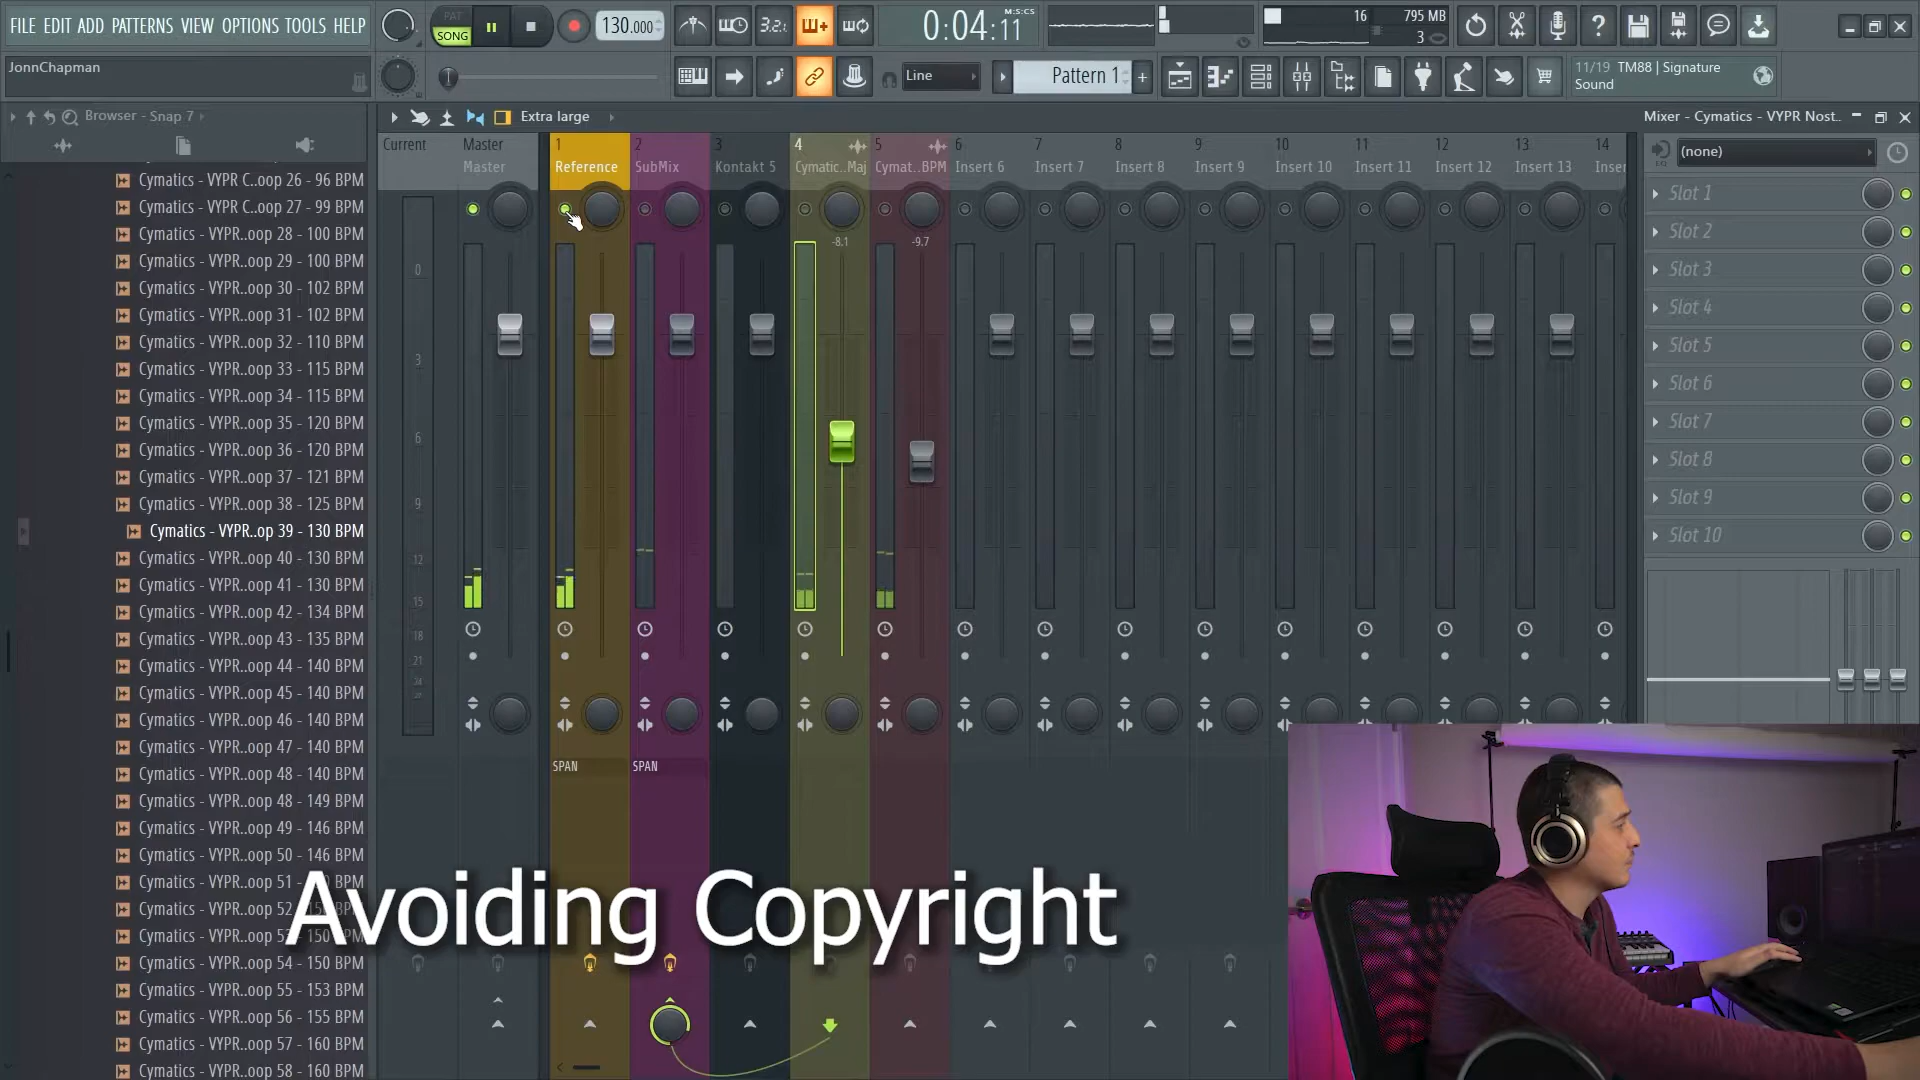 FILE EDIT ADD PATTERNS VIEW OPTIONS TOOLS HELP
PAT
SONG
130.000
3.2.1
0:04:11
M:S:CS
16
795 MB
3
JonnChapman
Line
Pattern 1
11/19 TM88 | Signature
Sound
Browser - Snap 7
Extra large
Mixer - Cymatics - VYPR Nost..
(none)
Current
Master
1
2
3
4
5
6
7
8
9
10
11
12
13
14
Master
Reference
SubMix
Kontakt 5
Cymatic..Maj
Cymat..BPM
Insert 6
Insert 7
Insert 8
Insert 9
Insert 10
Insert 11
Insert 12
Insert 13
Inser
-8.1
-9.7
0
3
6
9
12
15
18
21
24
Cymatics - VYPR C..oop 26 - 96 BPM
Cymatics - VYPR C..oop 27 - 99 BPM
Cymatics - VYPR..oop 28 - 100 BPM
Cymatics - VYPR..oop 29 - 100 BPM
Cymatics - VYPR..oop 30 - 102 BPM
Cymatics - VYPR..oop 31 - 102 BPM
Cymatics - VYPR..oop 32 - 110 BPM
Cymatics - VYPR..oop 33 - 115 BPM
Cymatics - VYPR..oop 34 - 115 BPM
Cymatics - VYPR..oop 35 - 120 BPM
Cymatics - VYPR..oop 36 - 120 BPM
Cymatics - VYPR..oop 37 - 121 BPM
Cymatics - VYPR..oop 38 - 125 BPM
Cymatics - VYPR..op 39 - 130 BPM
Cymatics - VYPR..oop 40 - 130 BPM
Cymatics - VYPR..oop 41 - 130 BPM
Cymatics - VYPR..oop 42 - 134 BPM
Cymatics - VYPR..oop 43 - 135 BPM
Cymatics - VYPR..oop 44 - 140 BPM
Cymatics - VYPR..oop 45 - 140 BPM
Cymatics - VYPR..oop 46 - 140 BPM
Cymatics - VYPR..oop 47 - 140 BPM
Cymatics - VYPR..oop 48 - 140 BPM
Cymatics - VYPR..oop 48 - 149 BPM
Cymatics - VYPR..oop 49 - 146 BPM
Cymatics - VYPR..oop 50 - 146 BPM
Cymatics - VYPR..oop 51
Cymatics - VYPR..oop 52
Cymatics - VYPR..oop 53 - 150 BPM
Cymatics - VYPR..oop 54 - 150 BPM
Cymatics - VYPR..oop 55 - 153 BPM
Cymatics - VYPR..oop 56 - 155 BPM
Cymatics - VYPR..oop 57 - 160 BPM
Cymatics - VYPR..oop 58 - 160 BPM
Slot 1
Slot 2
Slot 3
Slot 4
Slot 5
Slot 6
Slot 7
Slot 8
Slot 9
Slot 10
SPAN
SPAN
Avoiding Copyright